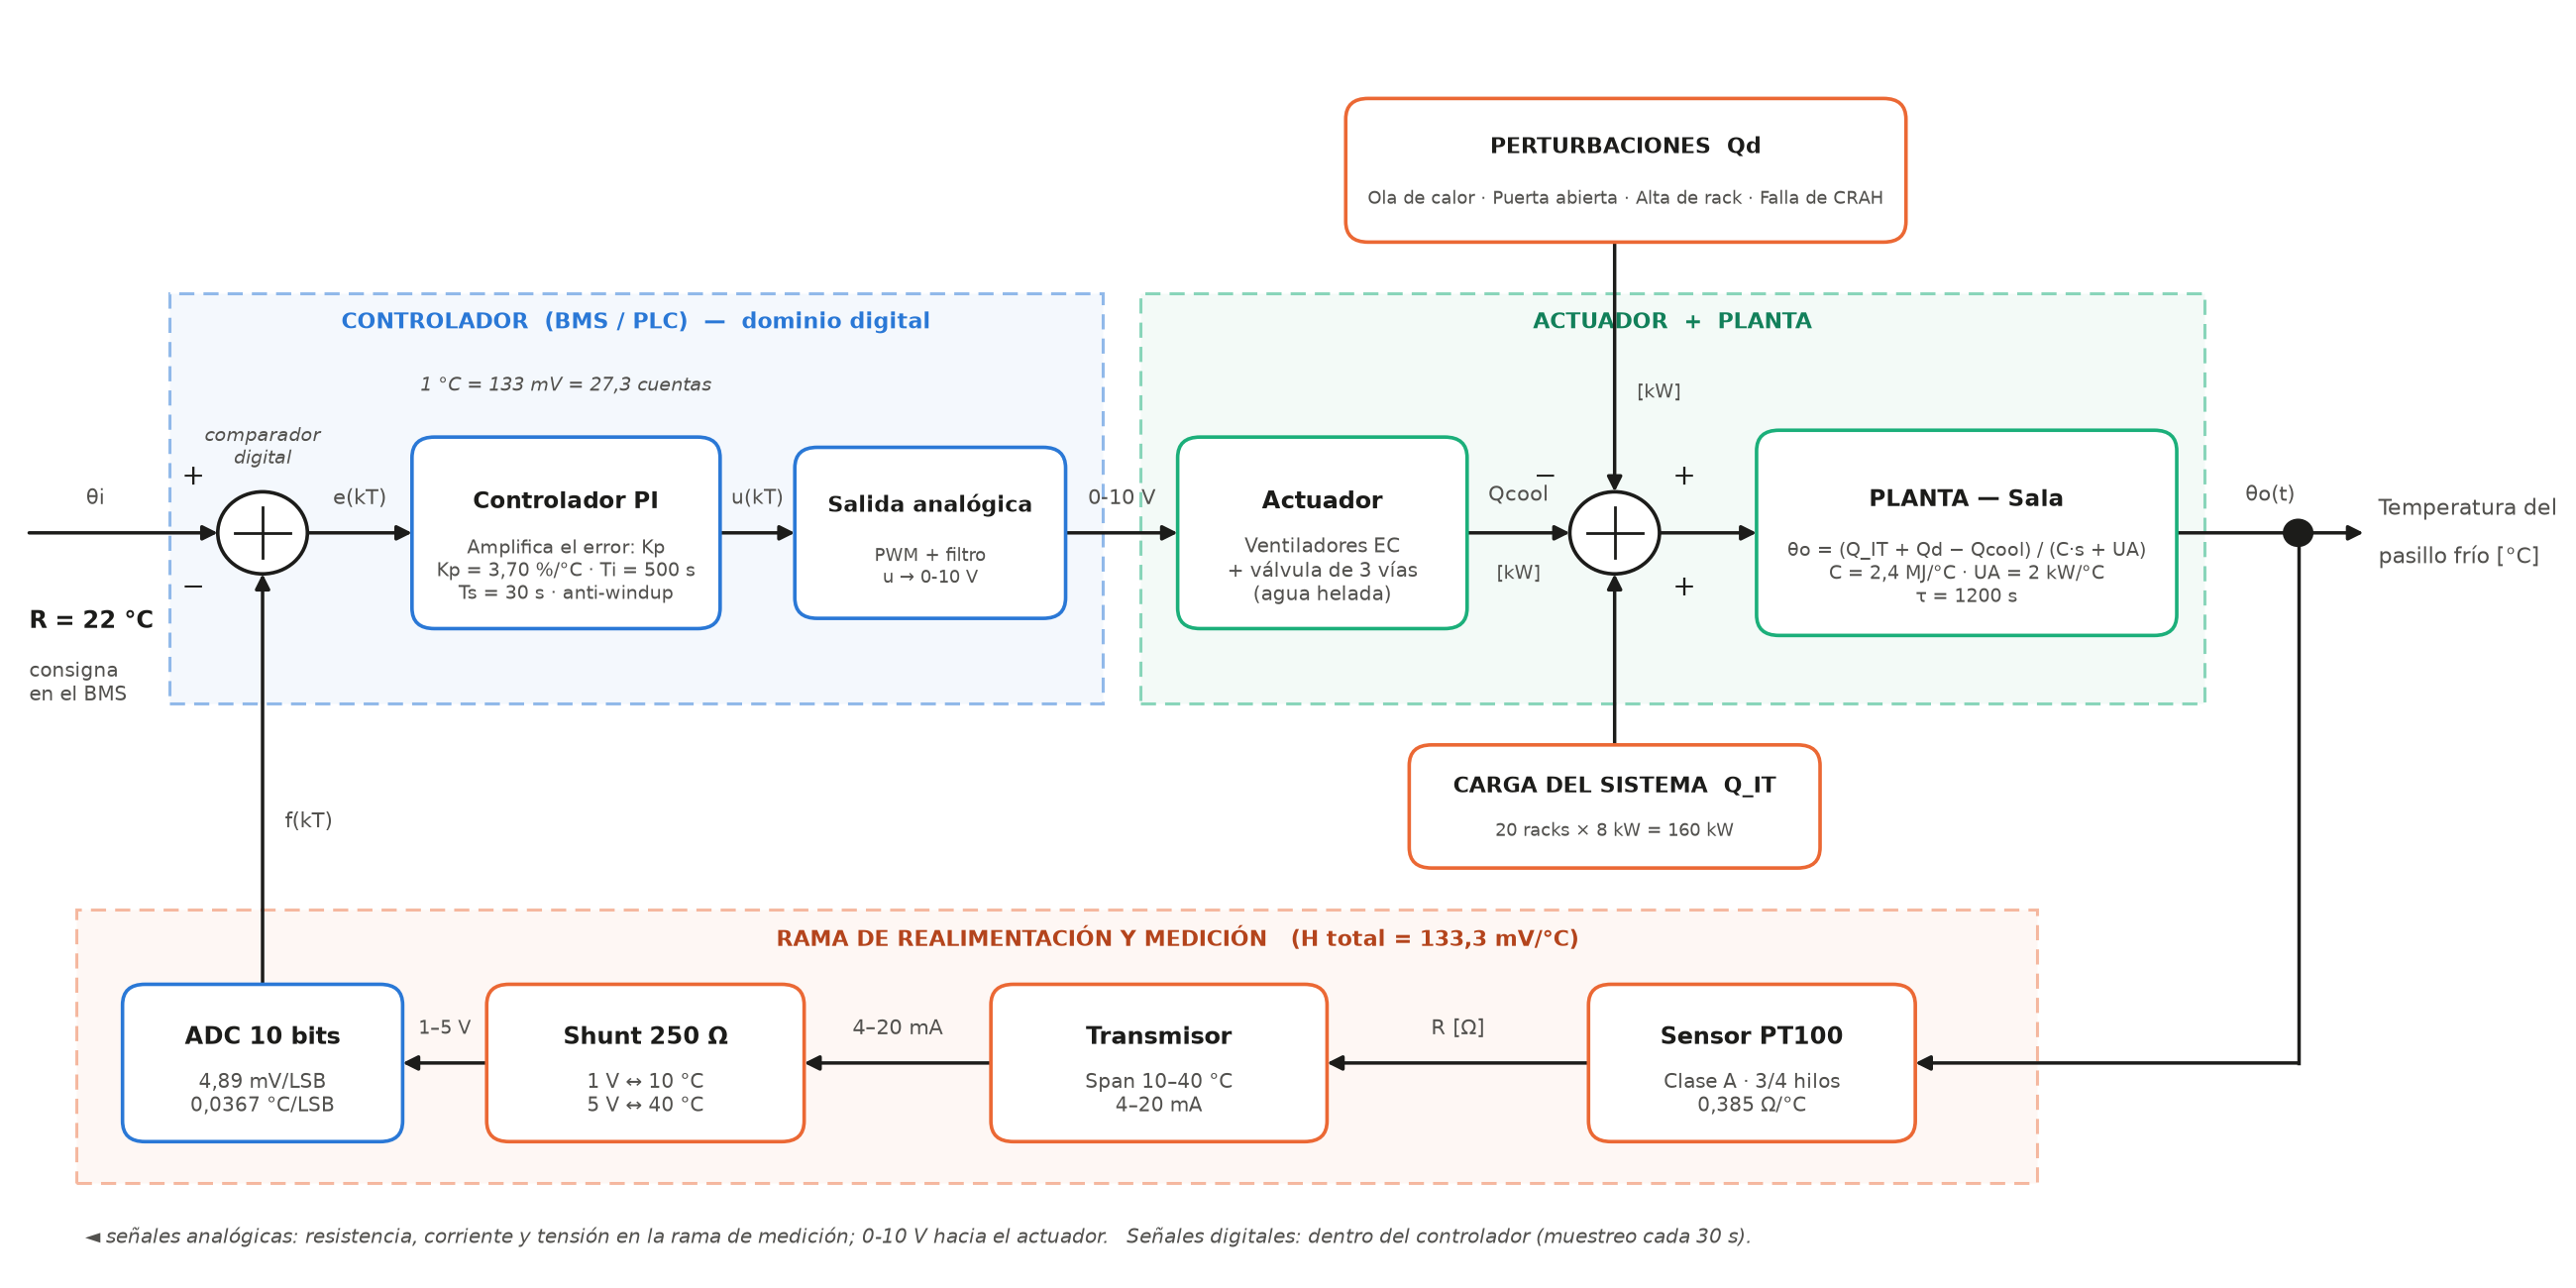 PERTURBACIONES Qd
Ola de calor · Puerta abierta · Alta de rack · Falla de CRAH
CONTROLADOR (BMS / PLC) — dominio digital
1 °C = 133 mV = 27,3 cuentas
comparador
digital
θi
+
−
R = 22 °C
consigna
en el BMS
e(kT)
Controlador PI
Amplifica el error: Kp
Kp = 3,70 %/°C · Ti = 500 s
Ts = 30 s · anti-windup
u(kT)
Salida analógica
PWM + filtro
u → 0-10 V
0-10 V
ACTUADOR + PLANTA
[kW]
Actuador
Ventiladores EC
+ válvula de 3 vías
(agua helada)
−
Qcool
[kW]
+
+
PLANTA — Sala
θo = (Q_IT + Qd − Qcool) / (C·s + UA)
C = 2,4 MJ/°C · UA = 2 kW/°C
τ = 1200 s
θo(t)
Temperatura del
pasillo frío [°C]
CARGA DEL SISTEMA Q_IT
20 racks × 8 kW = 160 kW
f(kT)
RAMA DE REALIMENTACIÓN Y MEDICIÓN (H total = 133,3 mV/°C)
ADC 10 bits
4,89 mV/LSB
0,0367 °C/LSB
1–5 V
Shunt 250 Ω
1 V ↔ 10 °C
5 V ↔ 40 °C
4–20 mA
Transmisor
Span 10–40 °C
4–20 mA
R [Ω]
Sensor PT100
Clase A · 3/4 hilos
0,385 Ω/°C
◄ señales analógicas: resistencia, corriente y tensión en la rama de medición; 0-10 V hacia el actuador. Señales digitales: dentro del controlador (muestreo cada 30 s).